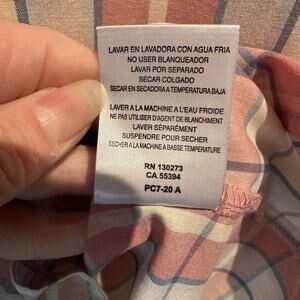 LAVAR EN LAVADORA CON AGUA FRIA
NO USER BLANQUEADOR
LAVAR POR SEPARADO
SECAR COLGADO
SECAR EN SECADORA A TEMPERATURA BAJA
LAVER A LA MACHINE A L'EAU FROIDE
NE PAS UTILISER D'AGENT DE BLANCHIMENT
LAVER SÉPARÉMENT
SUSPENDRE POUR SECHER
SECHER A LA MACHINE A BASSE TEMPERATURE
RN 130273
CA 55394
PC7-20 A